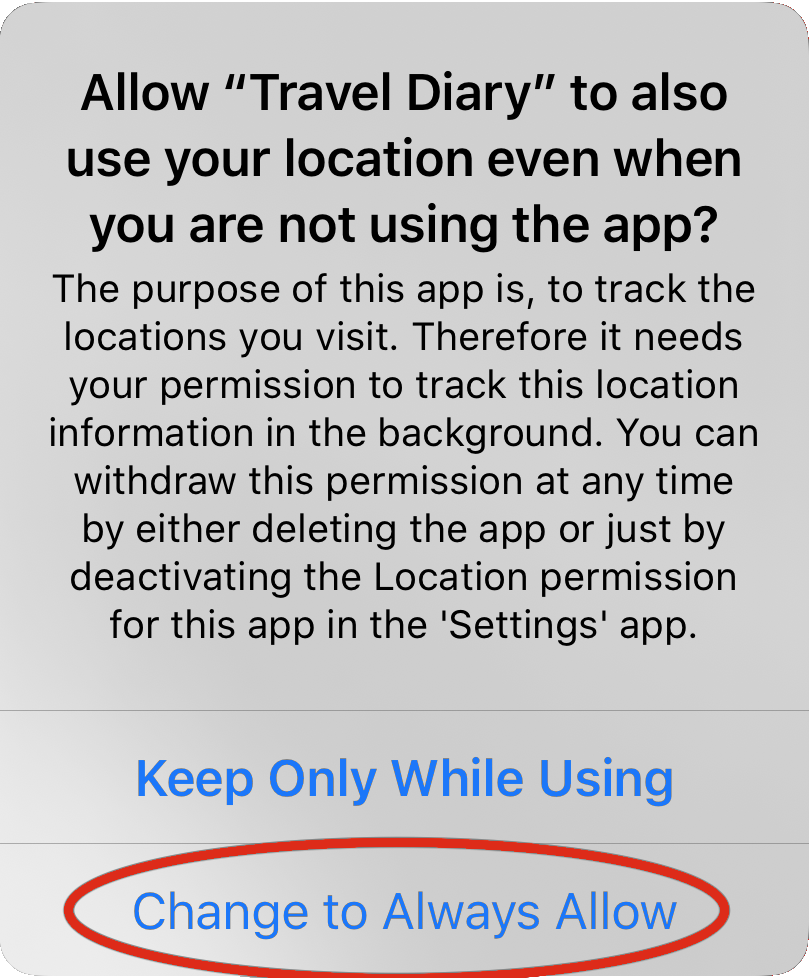 Allow “Travel Diary” to also
use your location even when
you are not using the app?
The purpose of this app is, to track the
locations you visit. Therefore it needs
your permission to track this location
information in the background. You can
withdraw this permission at any time
by either deleting the app or just by
deactivating the Location permission
for this app in the 'Settings' app.
Keep Only While Using
Change to Always Allow